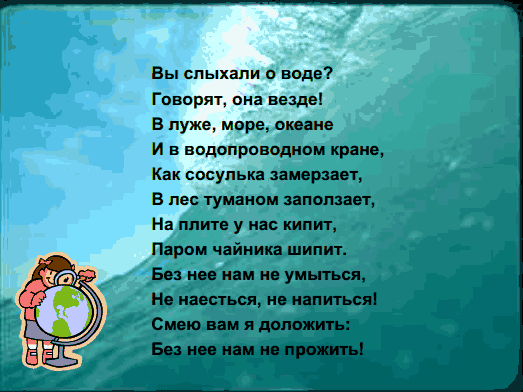 Вы слыхали о воде?
Говорят, она везде!
В луже, море, океане
И в водопроводном кране,
Как сосулька замерзает,
В лес туманом заползает,
На плите у нас кипит,
Паром чайника шипит.
Без нее нам не умыться,
Не наесться, не напиться!
Смею вам я доложить:
Без нее нам не прожить!